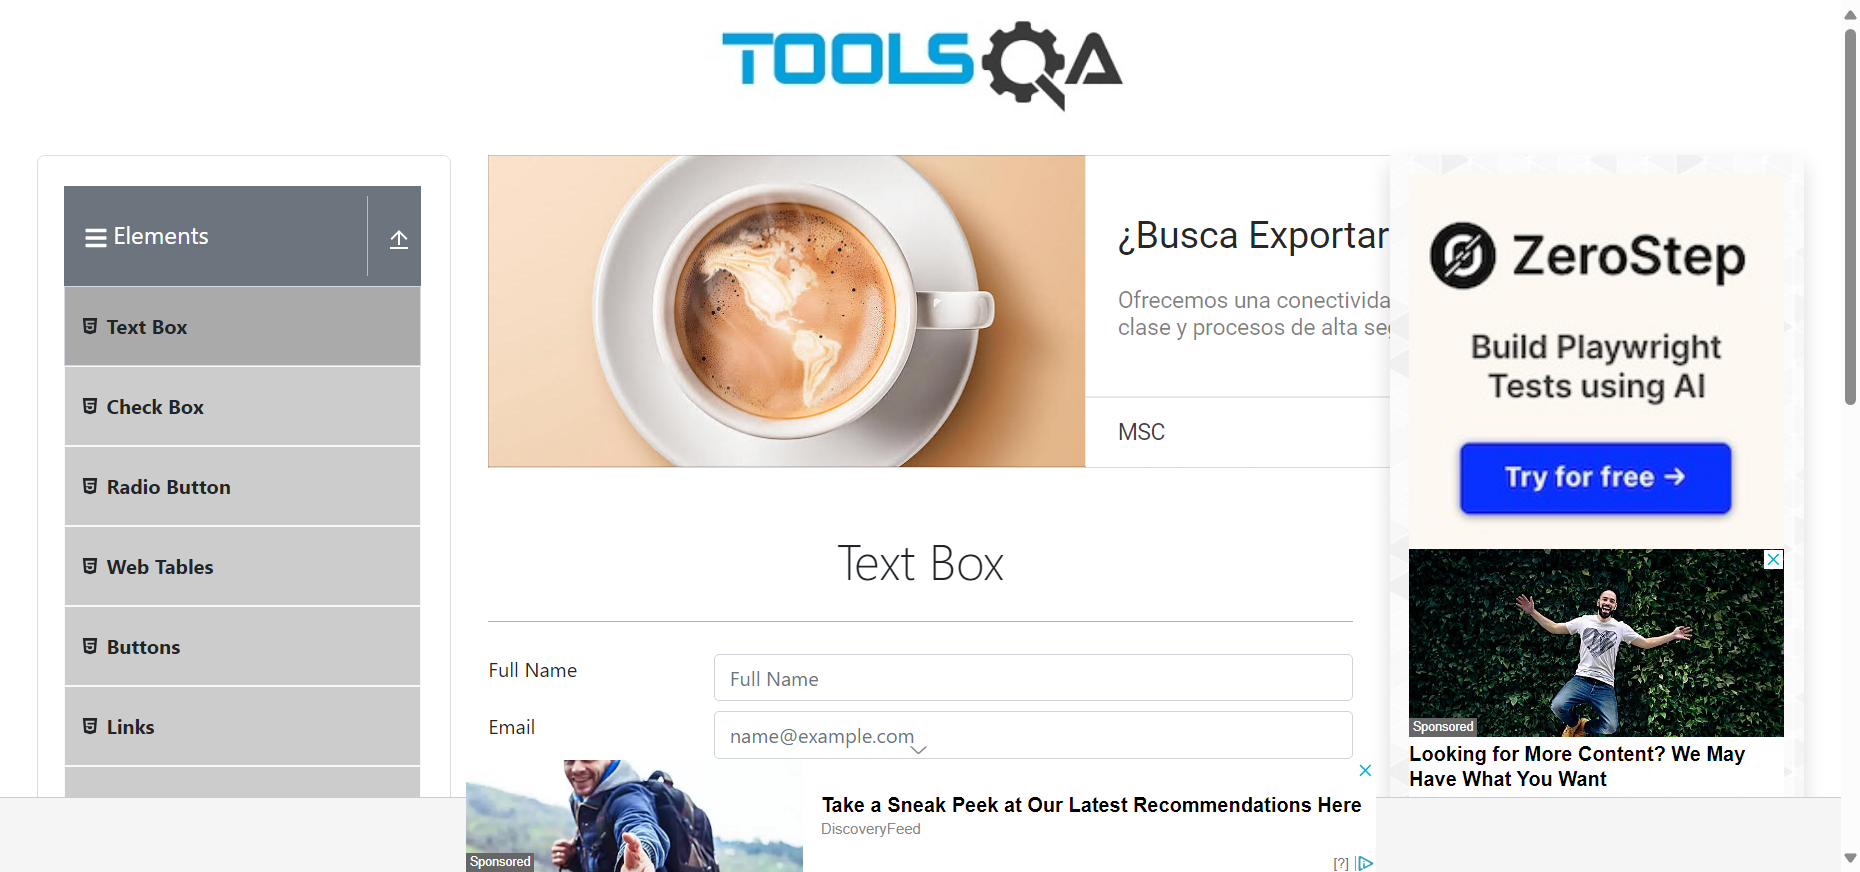 TOOLSQA
Elements
Text Box
Check Box
Radio Button
Web Tables
Buttons
Links
¿Busca Exportar
Ofrecemos una conectivida
clase y procesos de alta se
MSC
Text Box
Full Name
Full Name
Email
name@example.com
ZeroStep
Build Playwright
Tests using AI
Try for free →
Sponsored
Looking for More Content? We May
Have What You Want
Sponsored
Take a Sneak Peek at Our Latest Recommendations Here
DiscoveryFeed
[?]